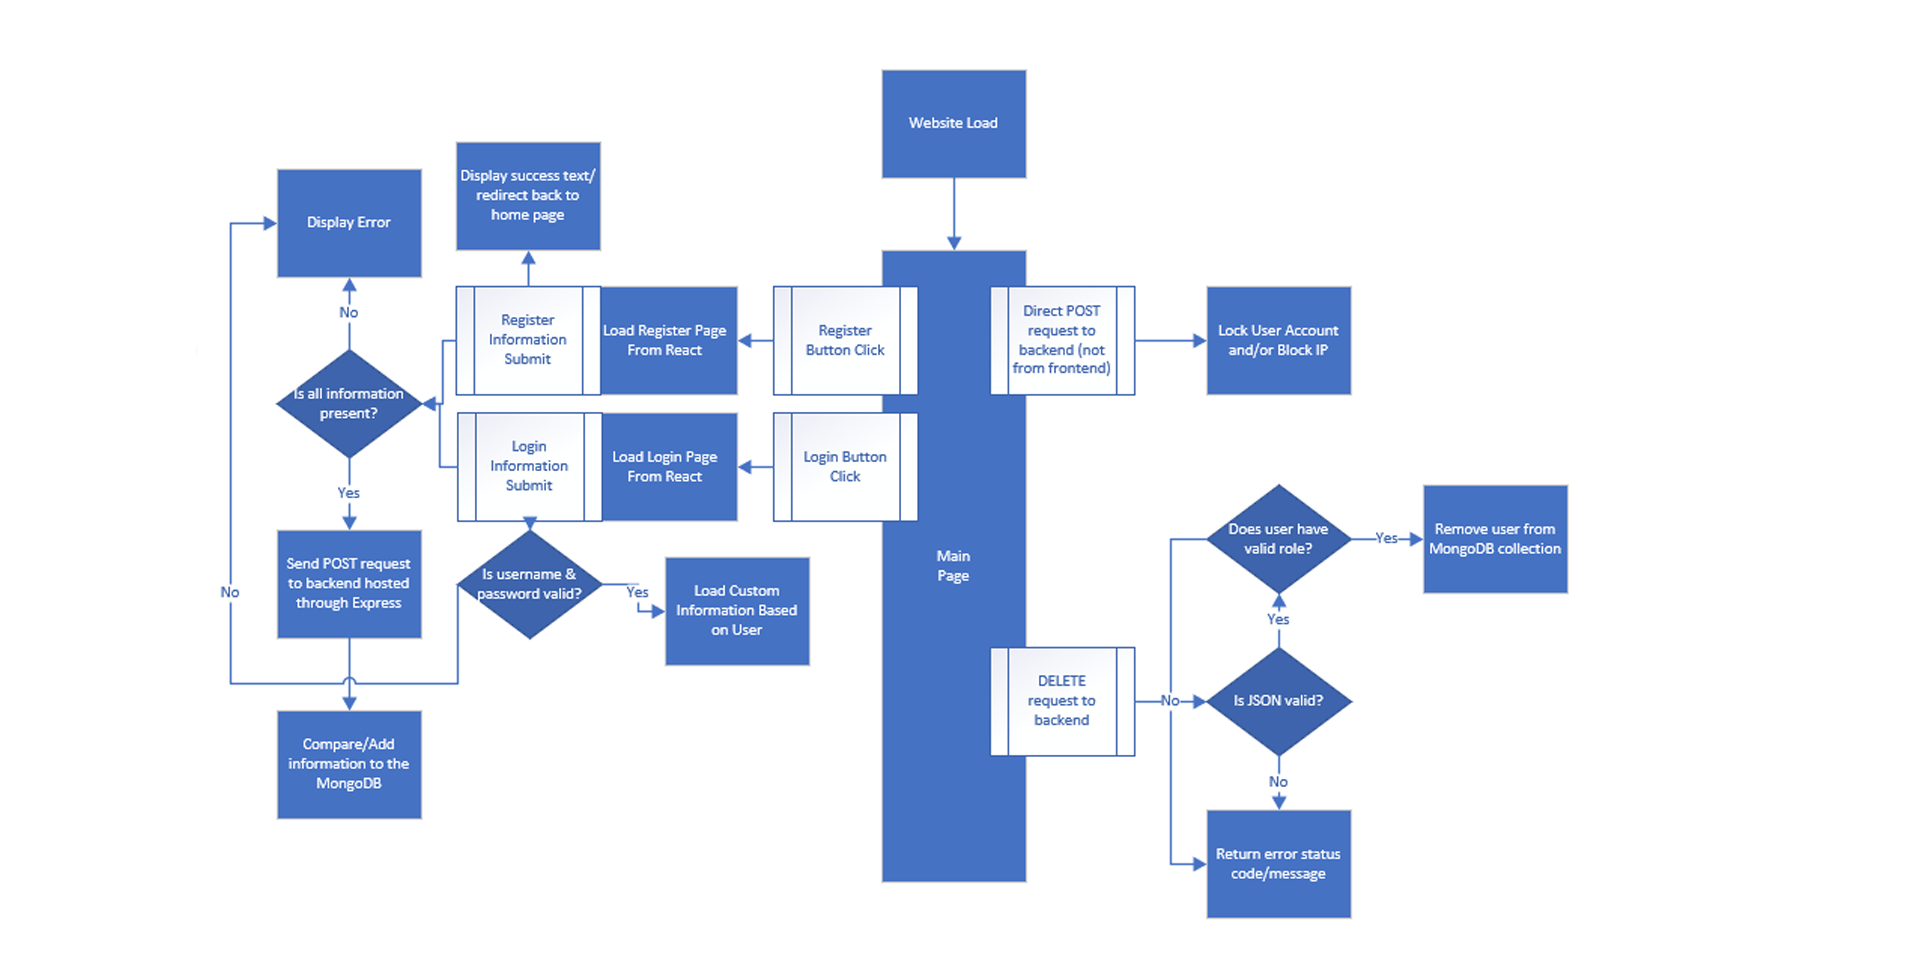 Website Load
Display success text/
redirect back to
home page
Display Error
No
Register
Information
Submit
Load Register Page
From React
Register
Button Click
Direct POST
request to
backend (not
from frontend)
Lock User Account
and/or Block IP
Is all information
present?
Login
Information
Submit
Load Login Page
From React
Login Button
Click
Yes
Main
Page
Does user have
valid role?
Yes
Remove user from
MongoDB collection
Send POST request
to backend hosted
through Express
No
Is username &
password valid?
Yes
Load Custom
Information Based
on User
Yes
DELETE
request to
backend
No
Is JSON valid?
Compare/Add
information to the
MongoDB
No
Return error status
code/message